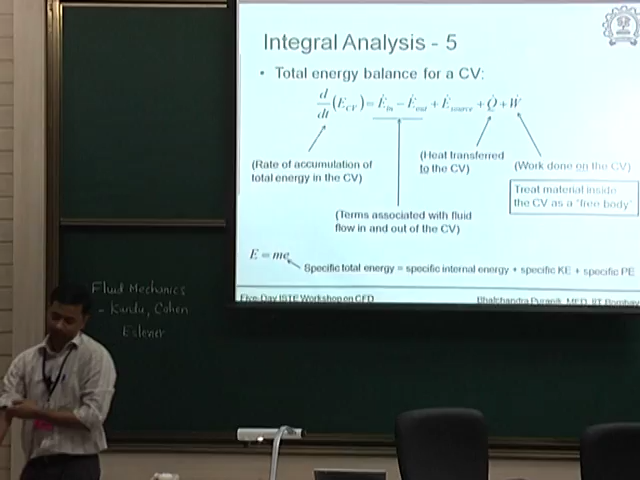 Integral Analysis - 5
• Total energy balance for a CV:
d/dt (E_CV) = Ė_in − Ė_out + Ė_source + Q̇ + Ẇ
(Heat transferred
to the CV)
(Rate of accumulation of
total energy in the CV)
(Work done on the CV)
Treat material inside
the CV as a "free body"
(Terms associated with fluid
flow in and out of the CV)
E = me
Specific total energy = specific internal energy + specific KE + specific PE
Five-Day ISTE Workshop on CFD
Bhalchandra Puranik, MED, IIT Bombay
Fluid Mechanics
- Kundu, Cohen